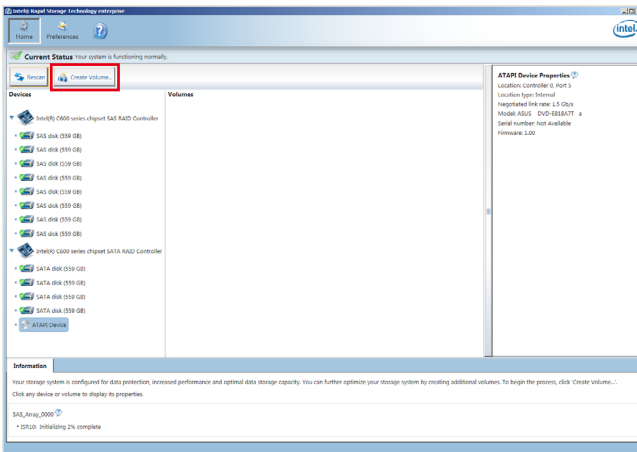 Intel® Rapid Storage Technology enterprise
Home
Preferences
?
intel
Current Status Your system is functioning normally.
Rescan
Create Volume...
Devices
Volumes
Intel(R) C600 series chipset SAS RAID Controller
SAS disk (559 GB)
SAS disk (559 GB)
SAS disk (559 GB)
SAS disk (559 GB)
SAS disk (559 GB)
SAS disk (559 GB)
SAS disk (559 GB)
SAS disk (559 GB)
Intel(R) C600 series chipset SATA RAID Controller
SATA disk (559 GB)
SATA disk (559 GB)
SATA disk (559 GB)
SATA disk (559 GB)
ATAPI Device
ATAPI Device Properties ?
Location: Controller 0, Port 5
Location type: Internal
Negotiated link rate: 1.5 Gb/s
Model: ASUS DVD-E818A7T a
Serial number: Not Available
Firmware: 1.00
Information
Your storage system is configured for data protection, increased performance and optimal data storage capacity. You can further optimize your storage system by creating additional volumes. To begin the process, click 'Create Volume...'.
Click any device or volume to display its properties.
SAS_Array_0000 ?
• ISR10: Initializing 2% complete